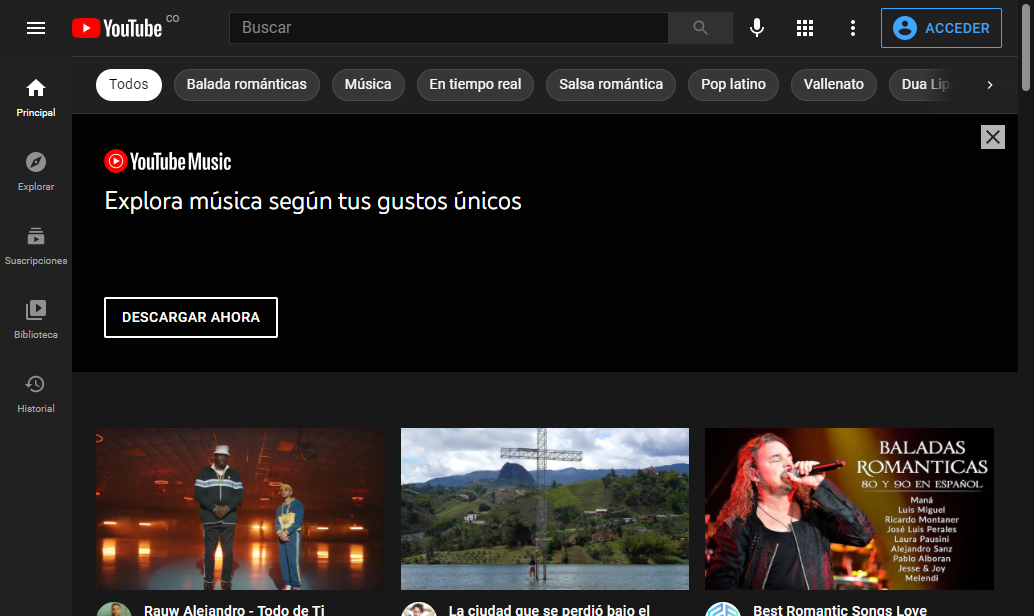 YouTube CO
Buscar
ACCEDER
Todos
Balada románticas
Música
En tiempo real
Salsa romántica
Pop latino
Vallenato
Dua Lipa
Principal
Explorar
Suscripciones
Biblioteca
Historial
YouTube Music
Explora música según tus gustos únicos
DESCARGAR AHORA
BALADAS
ROMANTICAS
80 Y 90 EN ESPAÑOL
Maná
Luis Miguel
Ricardo Montaner
José Luis Perales
Laura Pausini
Alejandro Sanz
Pablo Alboran
Jesse & Joy
Melendi
Rauw Alejandro - Todo de Ti
La ciudad que se perdió bajo el
Best Romantic Songs Love